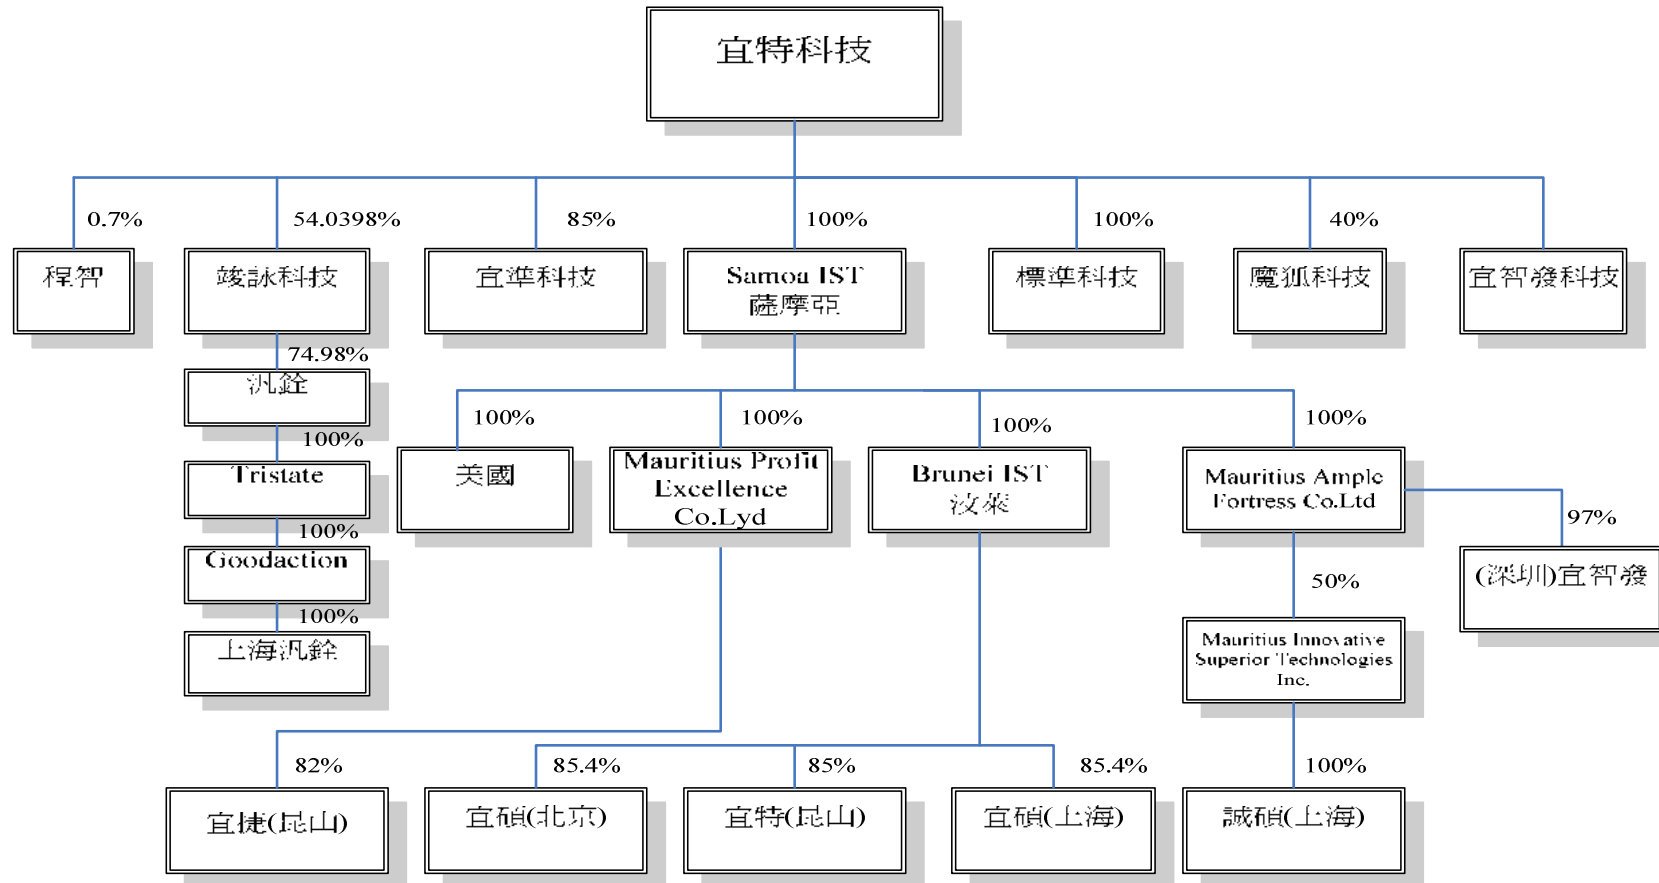 宜特科技
0.7%
54.0398%
85%
100%
100%
40%
程智
竣詠科技
宜準科技
Samoa IST
薩摩亞
標準科技
魔狐科技
宜智發科技
74.98%
汎銓
100%
100%
100%
100%
100%
Tristate
美國
Mauritius Profit
Excellence
Co.Lyd
Brunei IST
汶萊
Mauritius Ample
Fortress Co.Ltd
97%
100%
Goodaction
50%
(深圳)宜智發
100%
上海汎銓
Mauritius Innovative
Superior Technologies
Inc.
82%
85.4%
85%
85.4%
100%
宜捷(昆山)
宜碩(北京)
宜特(昆山)
宜碩(上海)
誠碩(上海)